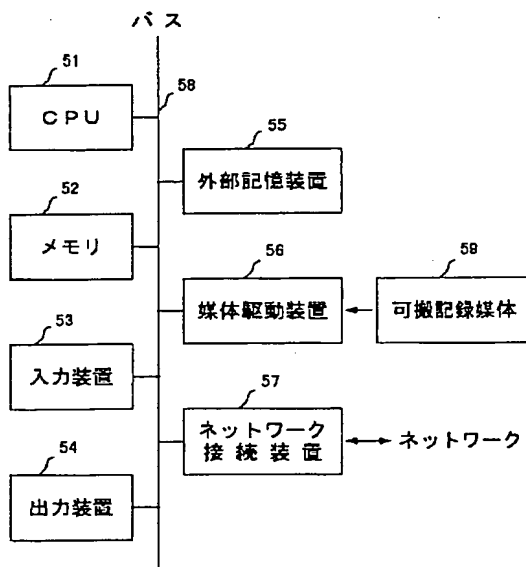 バス
51
58
CPU
55
外部記憶装置
52
メモリ
56
59
媒体駆動装置
可搬記録媒体
53
入力装置
57
ネットワーク
接続装置
ネットワーク
54
出力装置